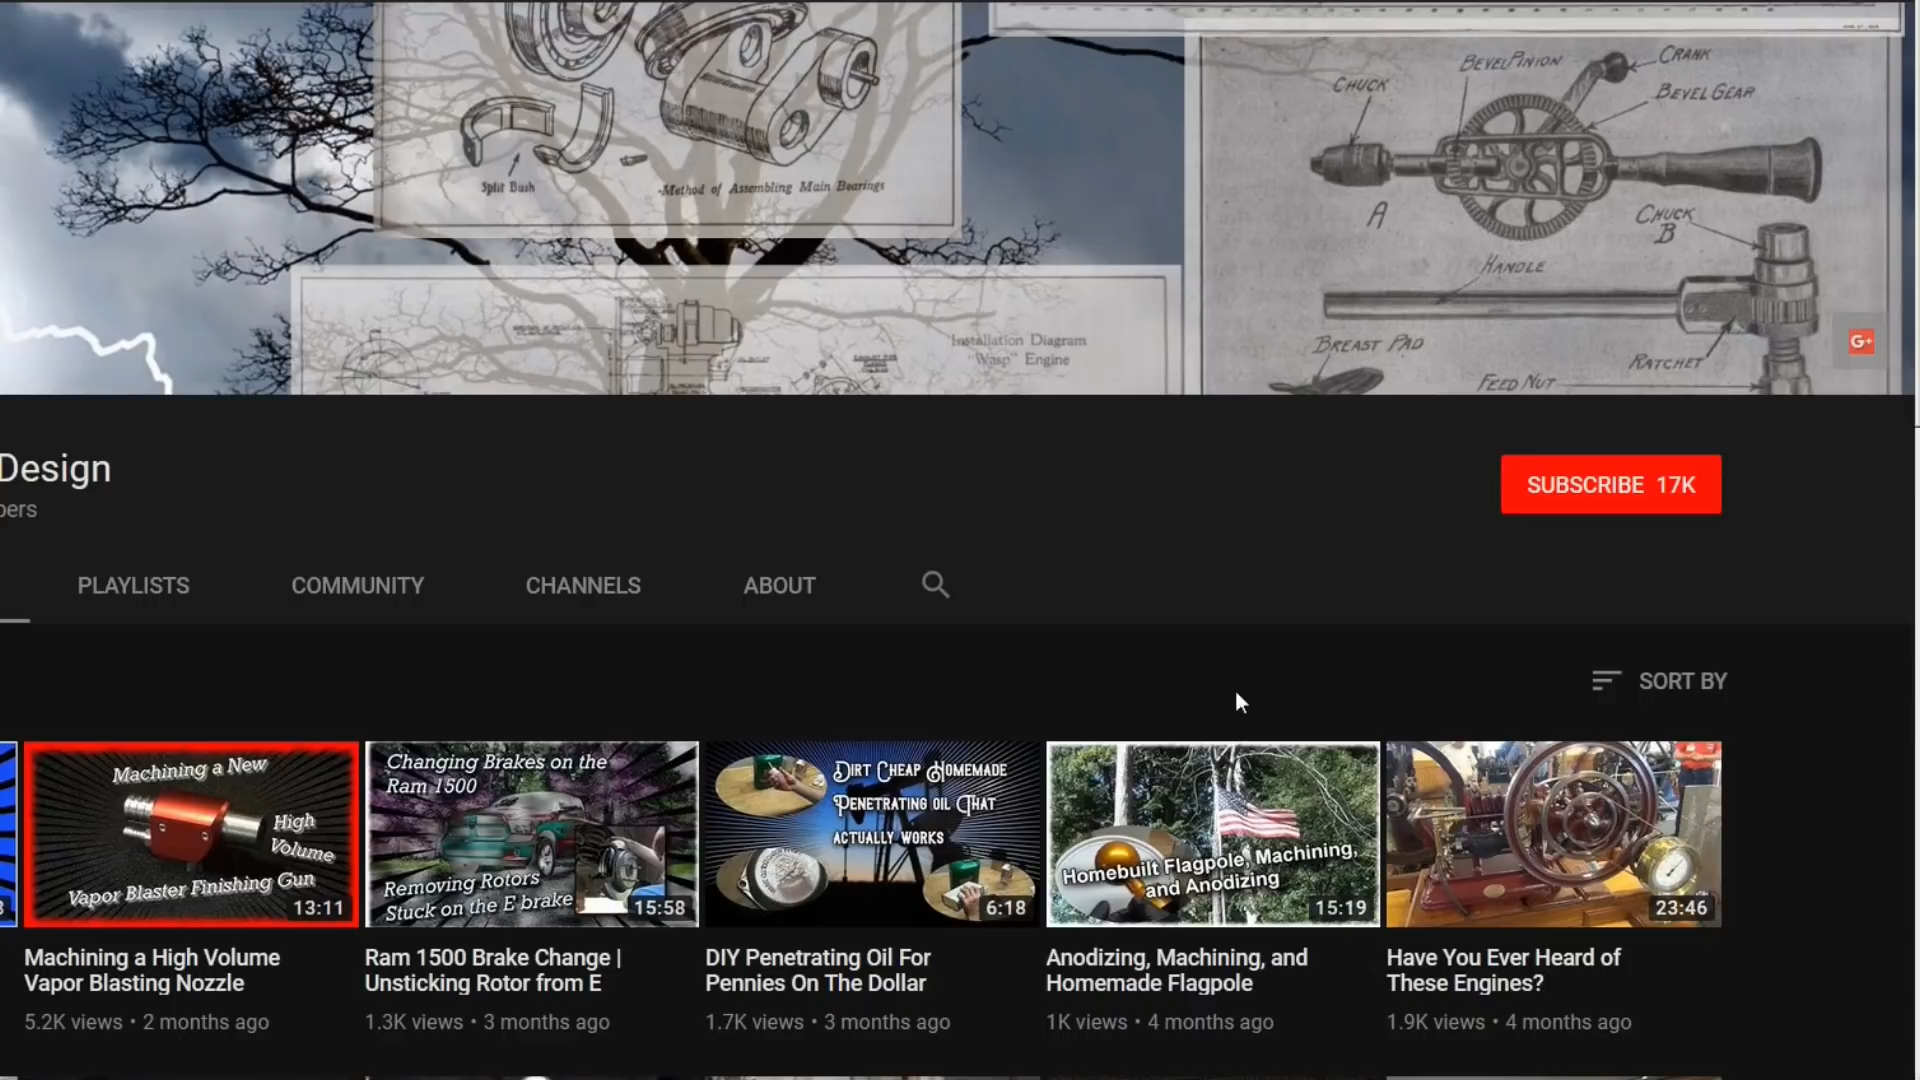 Split Bush
-Method of Assembling Main Bearings
CHUCK
BEVEL PINION
CRANK
BEVEL GEAR
A
CHUCK
B
HANDLE
BREAST PAD
RATCHET
FEED NUT
Installation Diagram
"Wasp" Engine
G+
Design
bers
SUBSCRIBE 17K
PLAYLISTS
COMMUNITY
CHANNELS
ABOUT
SORT BY
Machining a New
High
Volume
Vapor Blaster Finishing Gun
13:11
Changing Brakes on the
Ram 1500
Removing Rotors
Stuck on the E brake
15:58
Dirt Cheap Homemade
Penetrating oil That
actually works
6:18
Homebuilt Flagpole, Machining,
and Anodizing
15:19
23:46
Machining a High Volume
Vapor Blasting Nozzle
5.2K views • 2 months ago
Ram 1500 Brake Change |
Unsticking Rotor from E
1.3K views • 3 months ago
DIY Penetrating Oil For
Pennies On The Dollar
1.7K views • 3 months ago
Anodizing, Machining, and
Homemade Flagpole
1K views • 4 months ago
Have You Ever Heard of
These Engines?
1.9K views • 4 months ago